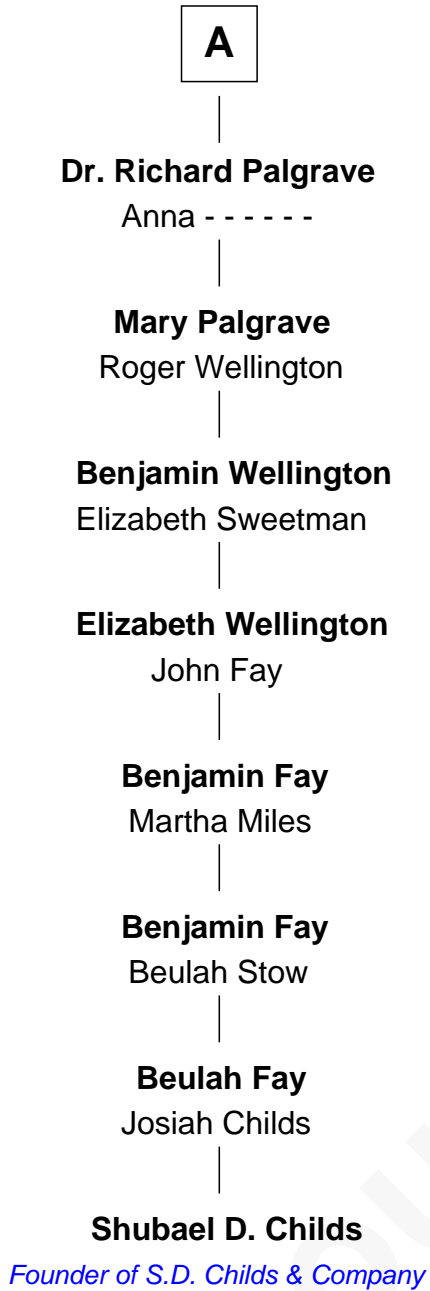 A
Dr. Richard Palgrave
Anna - - - - - -
Mary Palgrave
Roger Wellington
Benjamin Wellington
Elizabeth Sweetman
Elizabeth Wellington
John Fay
Benjamin Fay
Martha Miles
Benjamin Fay
Beulah Stow
Beulah Fay
Josiah Childs
Shubael D. Childs
Founder of S.D. Childs & Company